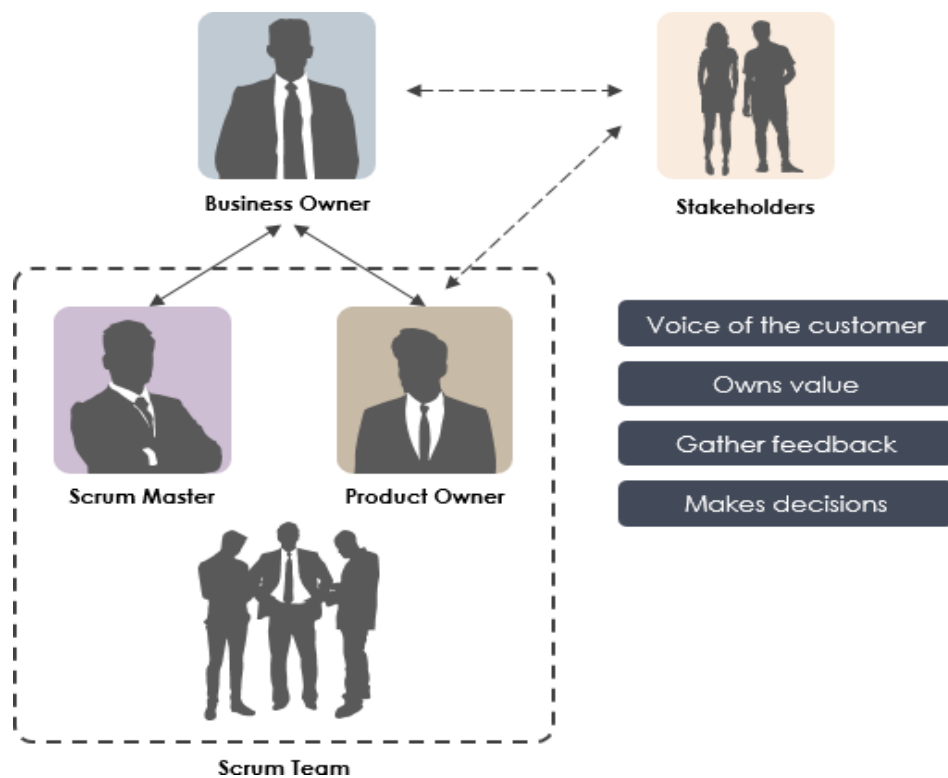 Business Owner
Stakeholders
Voice of the customer
Owns value
Gather feedback
Makes decisions
Scrum Master
Product Owner
Scrum Team